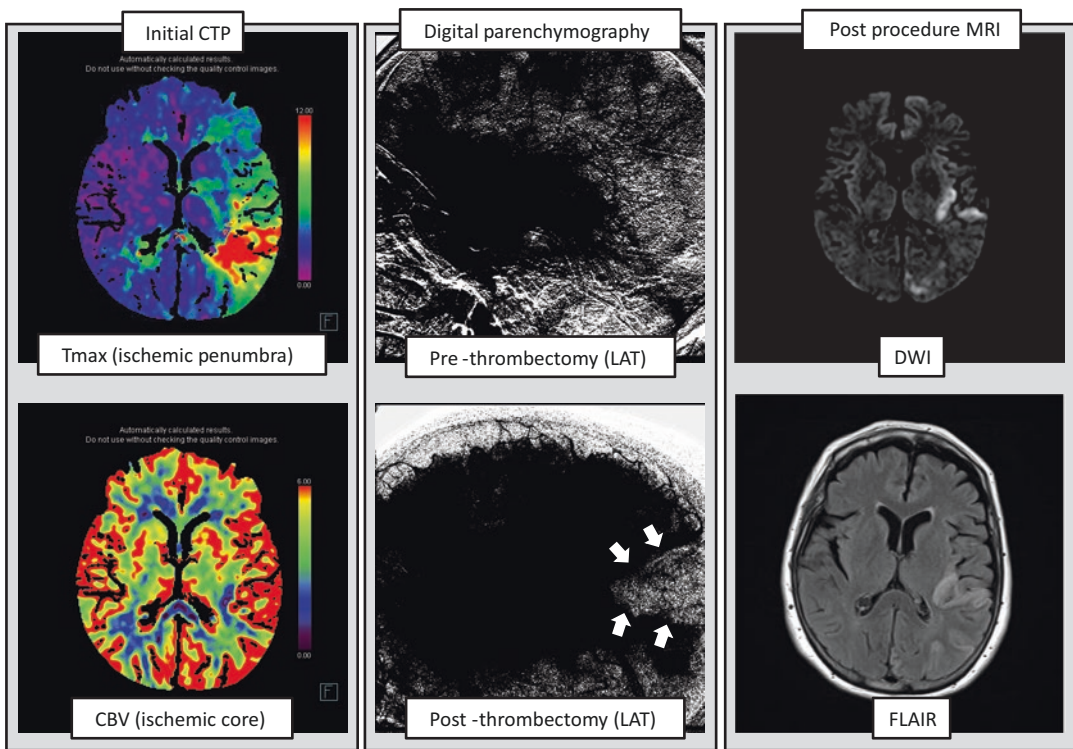 Initial CTP
Automatically calculated results.
Do not use without checking the quality control images.
12.00
0.00
F
Tmax (ischemic penumbra)
Automatically calculated results.
Do not use without checking the quality control images.
6.00
0.00
F
CBV (ischemic core)
Digital parenchymography
Pre -thrombectomy (LAT)
Post -thrombectomy (LAT)
Post procedure MRI
DWI
FLAIR